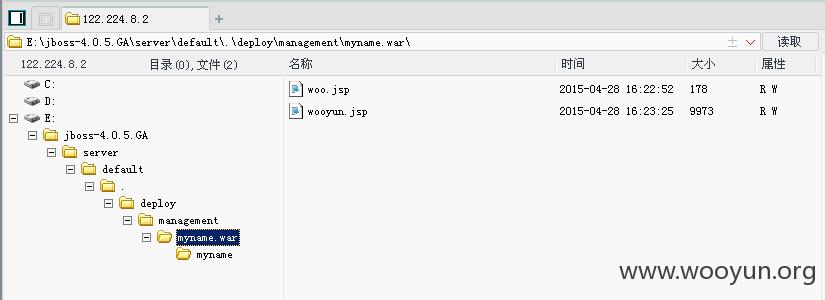 122.224.8.2
E:\jboss-4.0.5.GA\server\default\.\deploy\management\myname.war\ 读取
122.224.8.2 目录(0),文件(2) 名称 时间 大小 属性
C:
D:
E:
jboss-4.0.5.GA
server
default
.
deploy
management
myname.war
myname
woo.jsp 2015-04-28 16:22:52 178 R W
wooyun.jsp 2015-04-28 16:23:25 9973 R W
www.wooyun.org